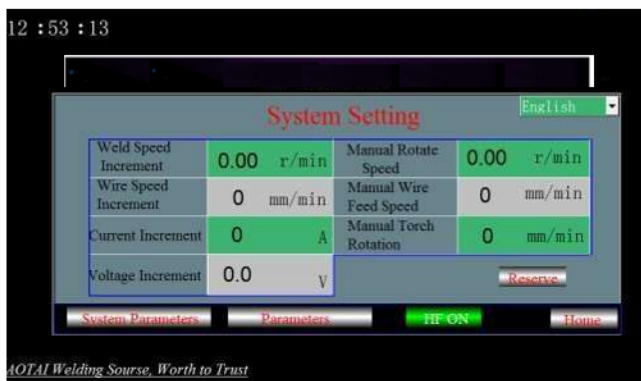 12 :53 :13
English
System Setting
Weld Speed Increment 0.00 r/min Manual Rotate Speed 0.00 r/min
Wire Speed Increment 0 mm/min Manual Wire Feed Speed 0 mm/min
Current Increment 0 A Manual Torch Rotation 0 mm/min
Voltage Increment 0.0 V Reserve
System Parameters Parameters HF ON Home
AOTAI Welding Sourse, Worth to Trust